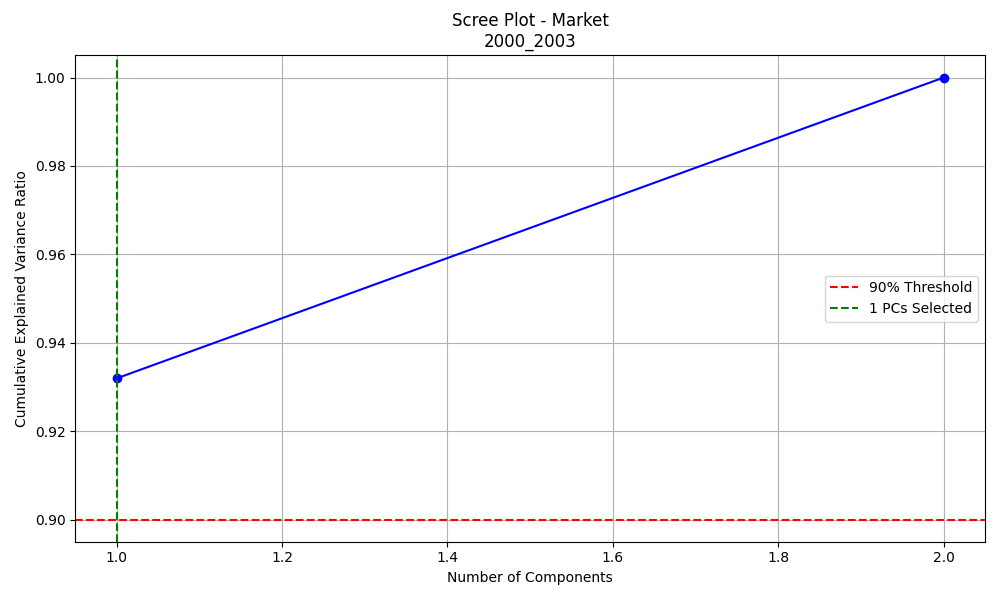 Scree Plot - Market
2000_2003
Cumulative Explained Variance Ratio
1.00
0.98
0.96
0.94
0.92
0.90
90% Threshold
1 PCs Selected
1.0
1.2
1.4
1.6
1.8
2.0
Number of Components